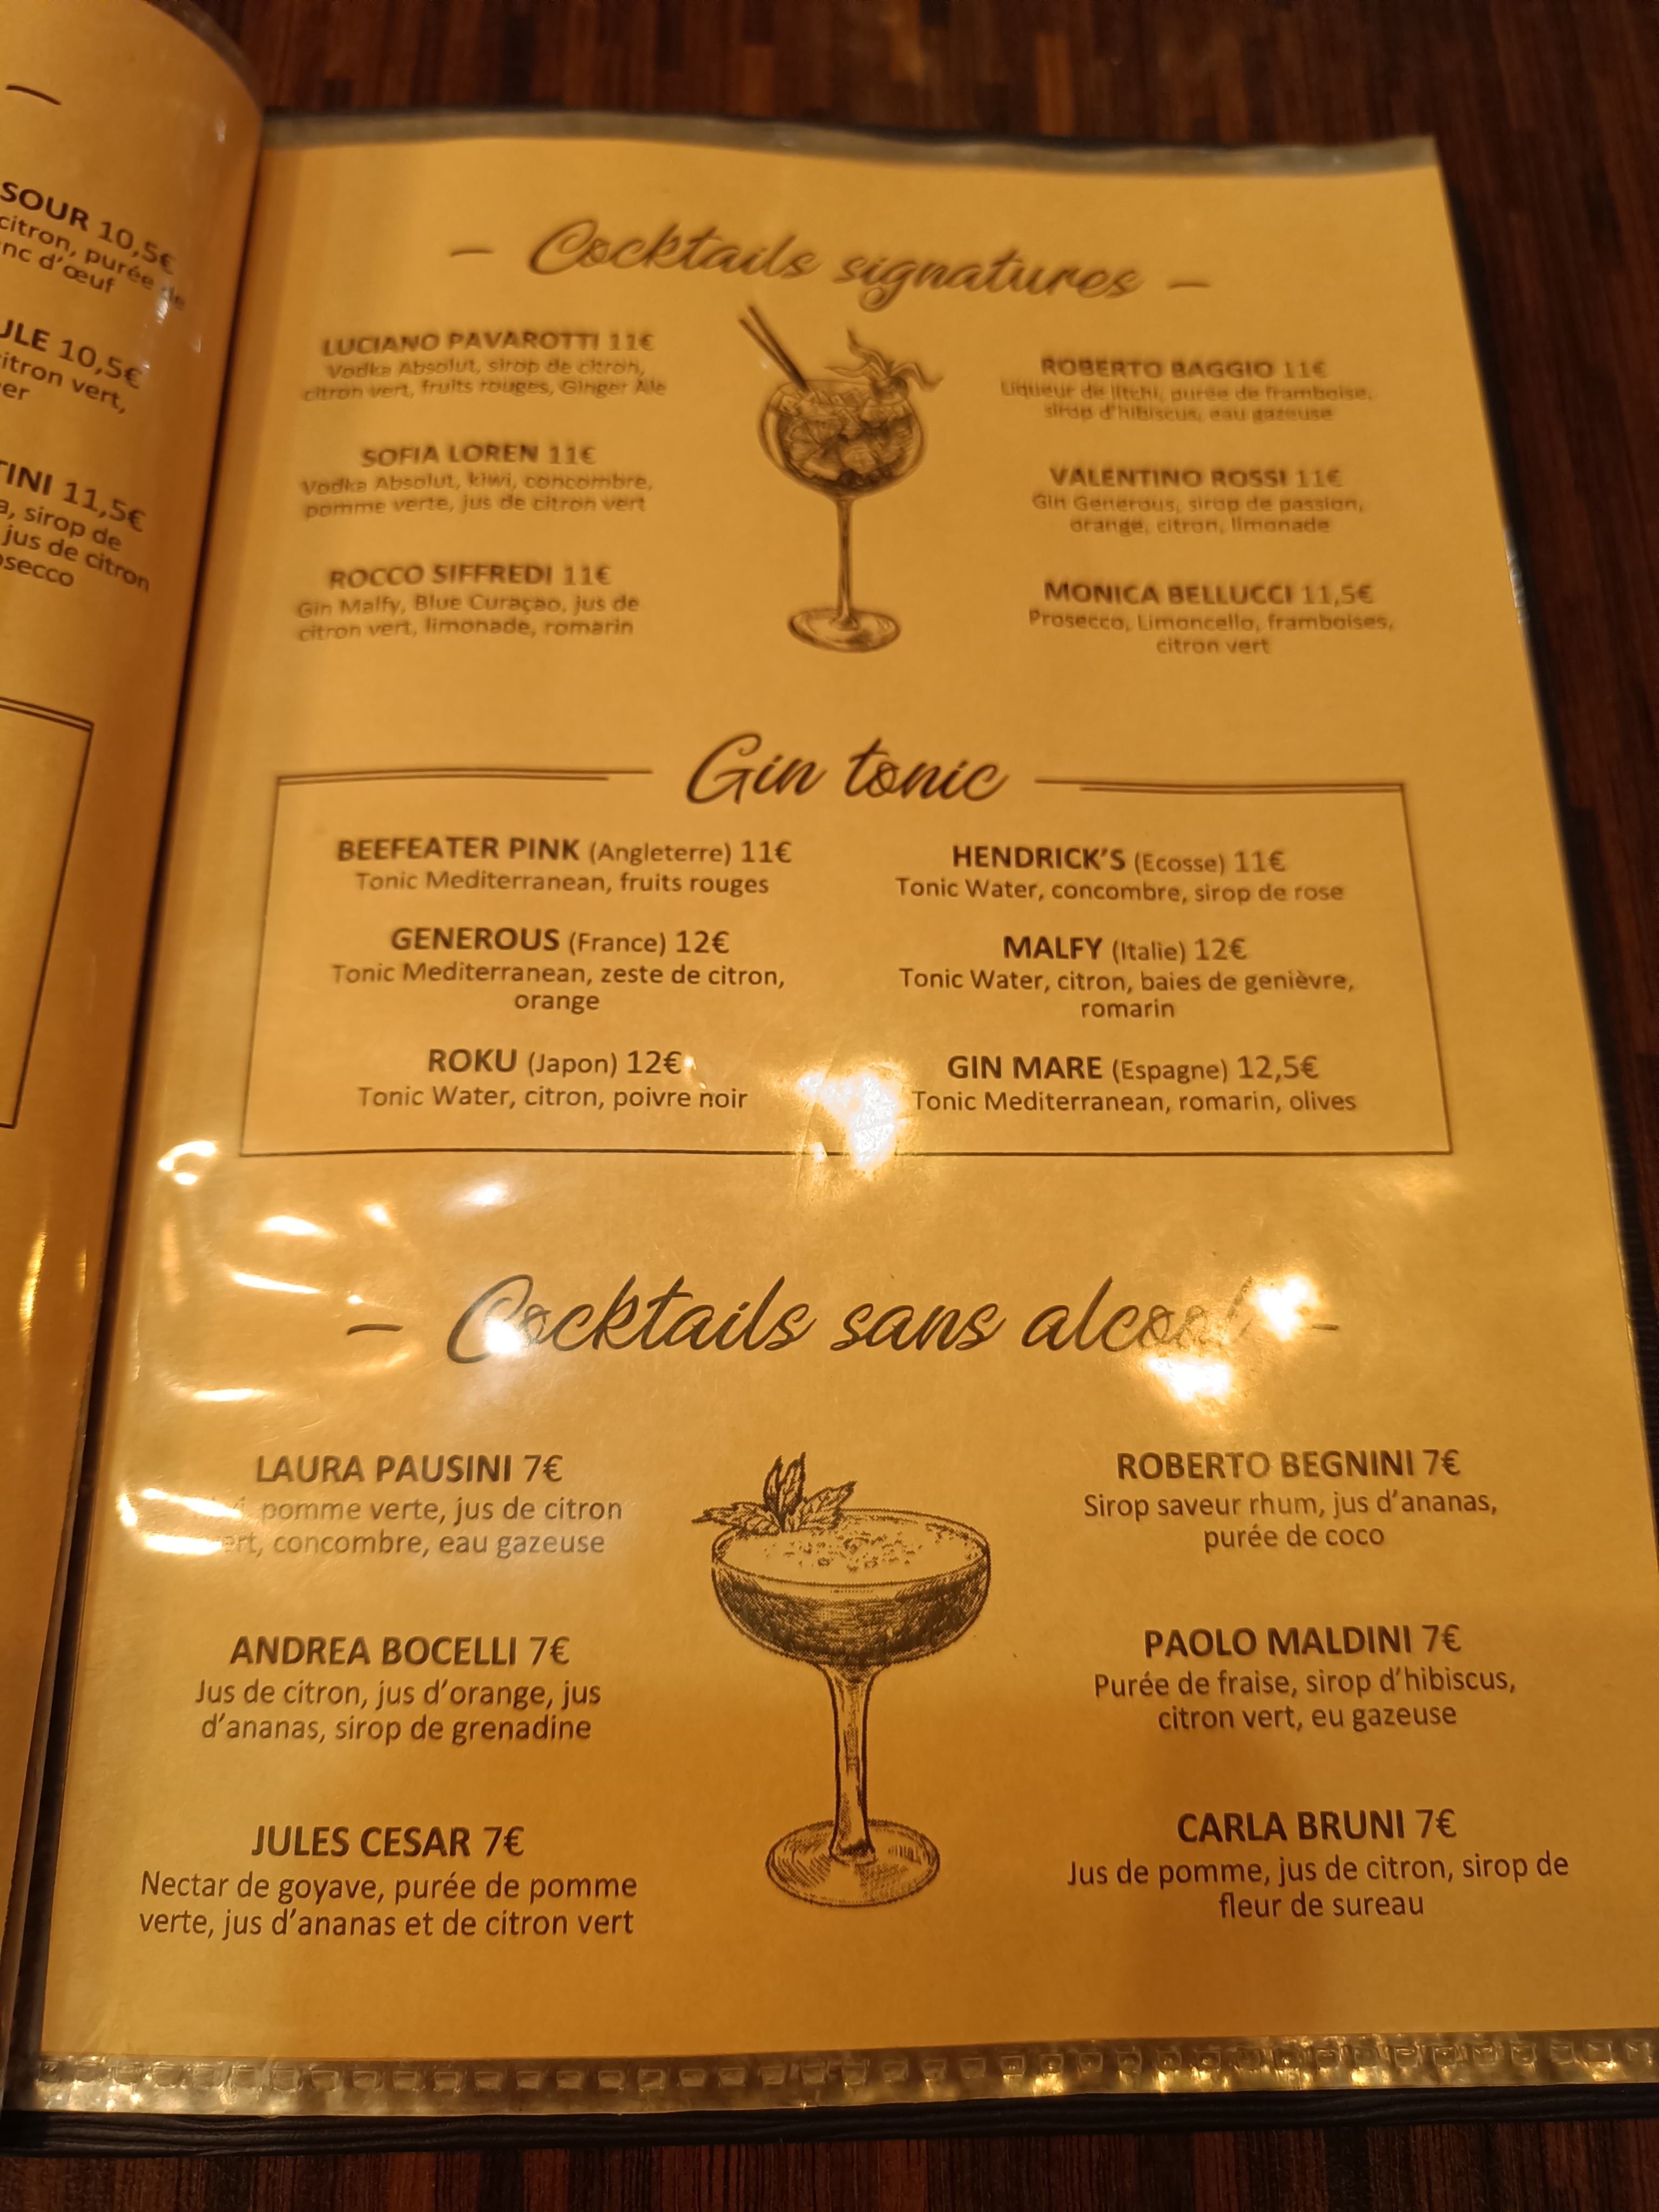 SOUR 10,5€
citron, purée de
nc d'œuf
ULE 10,5€
itron vert,
er
TINI 11,5€
a, sirop de
jus de citron
osecco
– Cocktails signatures –
LUCIANO PAVAROTTI 11€
Vodka Absolut, sirop de citron,
citron vert, fruits rouges, Ginger Ale
SOFIA LOREN 11€
Vodka Absolut, kiwi, concombre,
pomme verte, jus de citron vert
ROCCO SIFFREDI 11€
Gin Malfy, Blue Curaçao, jus de
citron vert, limonade, romarin
ROBERTO BAGGIO 11€
Liqueur de litchi, purée de framboise,
sirop d'hibiscus, eau gazeuse
VALENTINO ROSSI 11€
Gin Generous, sirop de passion,
orange, citron, limonade
MONICA BELLUCCI 11,5€
Prosecco, Limoncello, framboises,
citron vert
Gin tonic
BEEFEATER PINK (Angleterre) 11€
Tonic Mediterranean, fruits rouges
GENEROUS (France) 12€
Tonic Mediterranean, zeste de citron,
orange
ROKU (Japon) 12€
Tonic Water, citron, poivre noir
HENDRICK'S (Ecosse) 11€
Tonic Water, concombre, sirop de rose
MALFY (Italie) 12€
Tonic Water, citron, baies de genièvre,
romarin
GIN MARE (Espagne) 12,5€
Tonic Mediterranean, romarin, olives
– Cocktails sans alcool –
LAURA PAUSINI 7€
pomme verte, jus de citron
vert, concombre, eau gazeuse
ANDREA BOCELLI 7€
Jus de citron, jus d'orange, jus
d'ananas, sirop de grenadine
JULES CESAR 7€
Nectar de goyave, purée de pomme
verte, jus d'ananas et de citron vert
ROBERTO BEGNINI 7€
Sirop saveur rhum, jus d'ananas,
purée de coco
PAOLO MALDINI 7€
Purée de fraise, sirop d'hibiscus,
citron vert, eu gazeuse
CARLA BRUNI 7€
Jus de pomme, jus de citron, sirop de
fleur de sureau